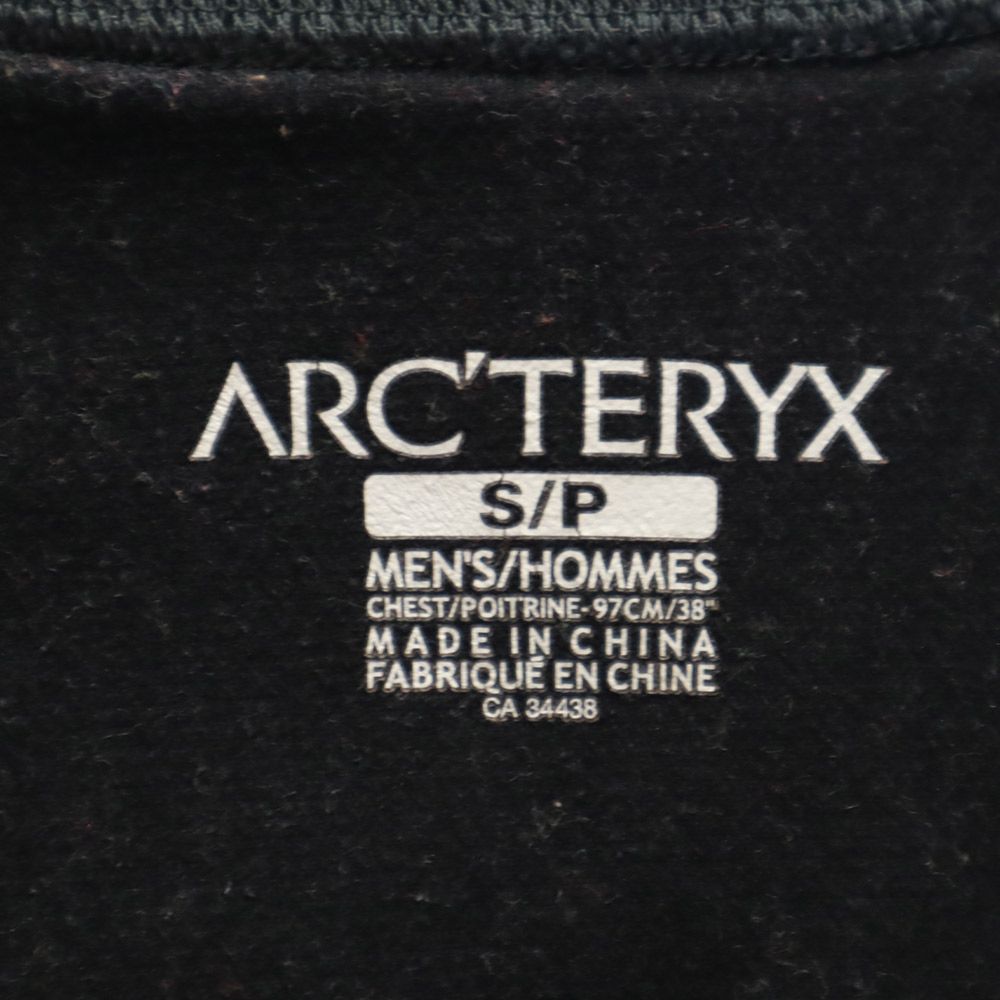 ARC'TERYX
S/P
MEN'S/HOMMES
CHEST/POITRINE-97CM/38"
MADE IN CHINA
FABRIQUÉ EN CHINE
CA 34438